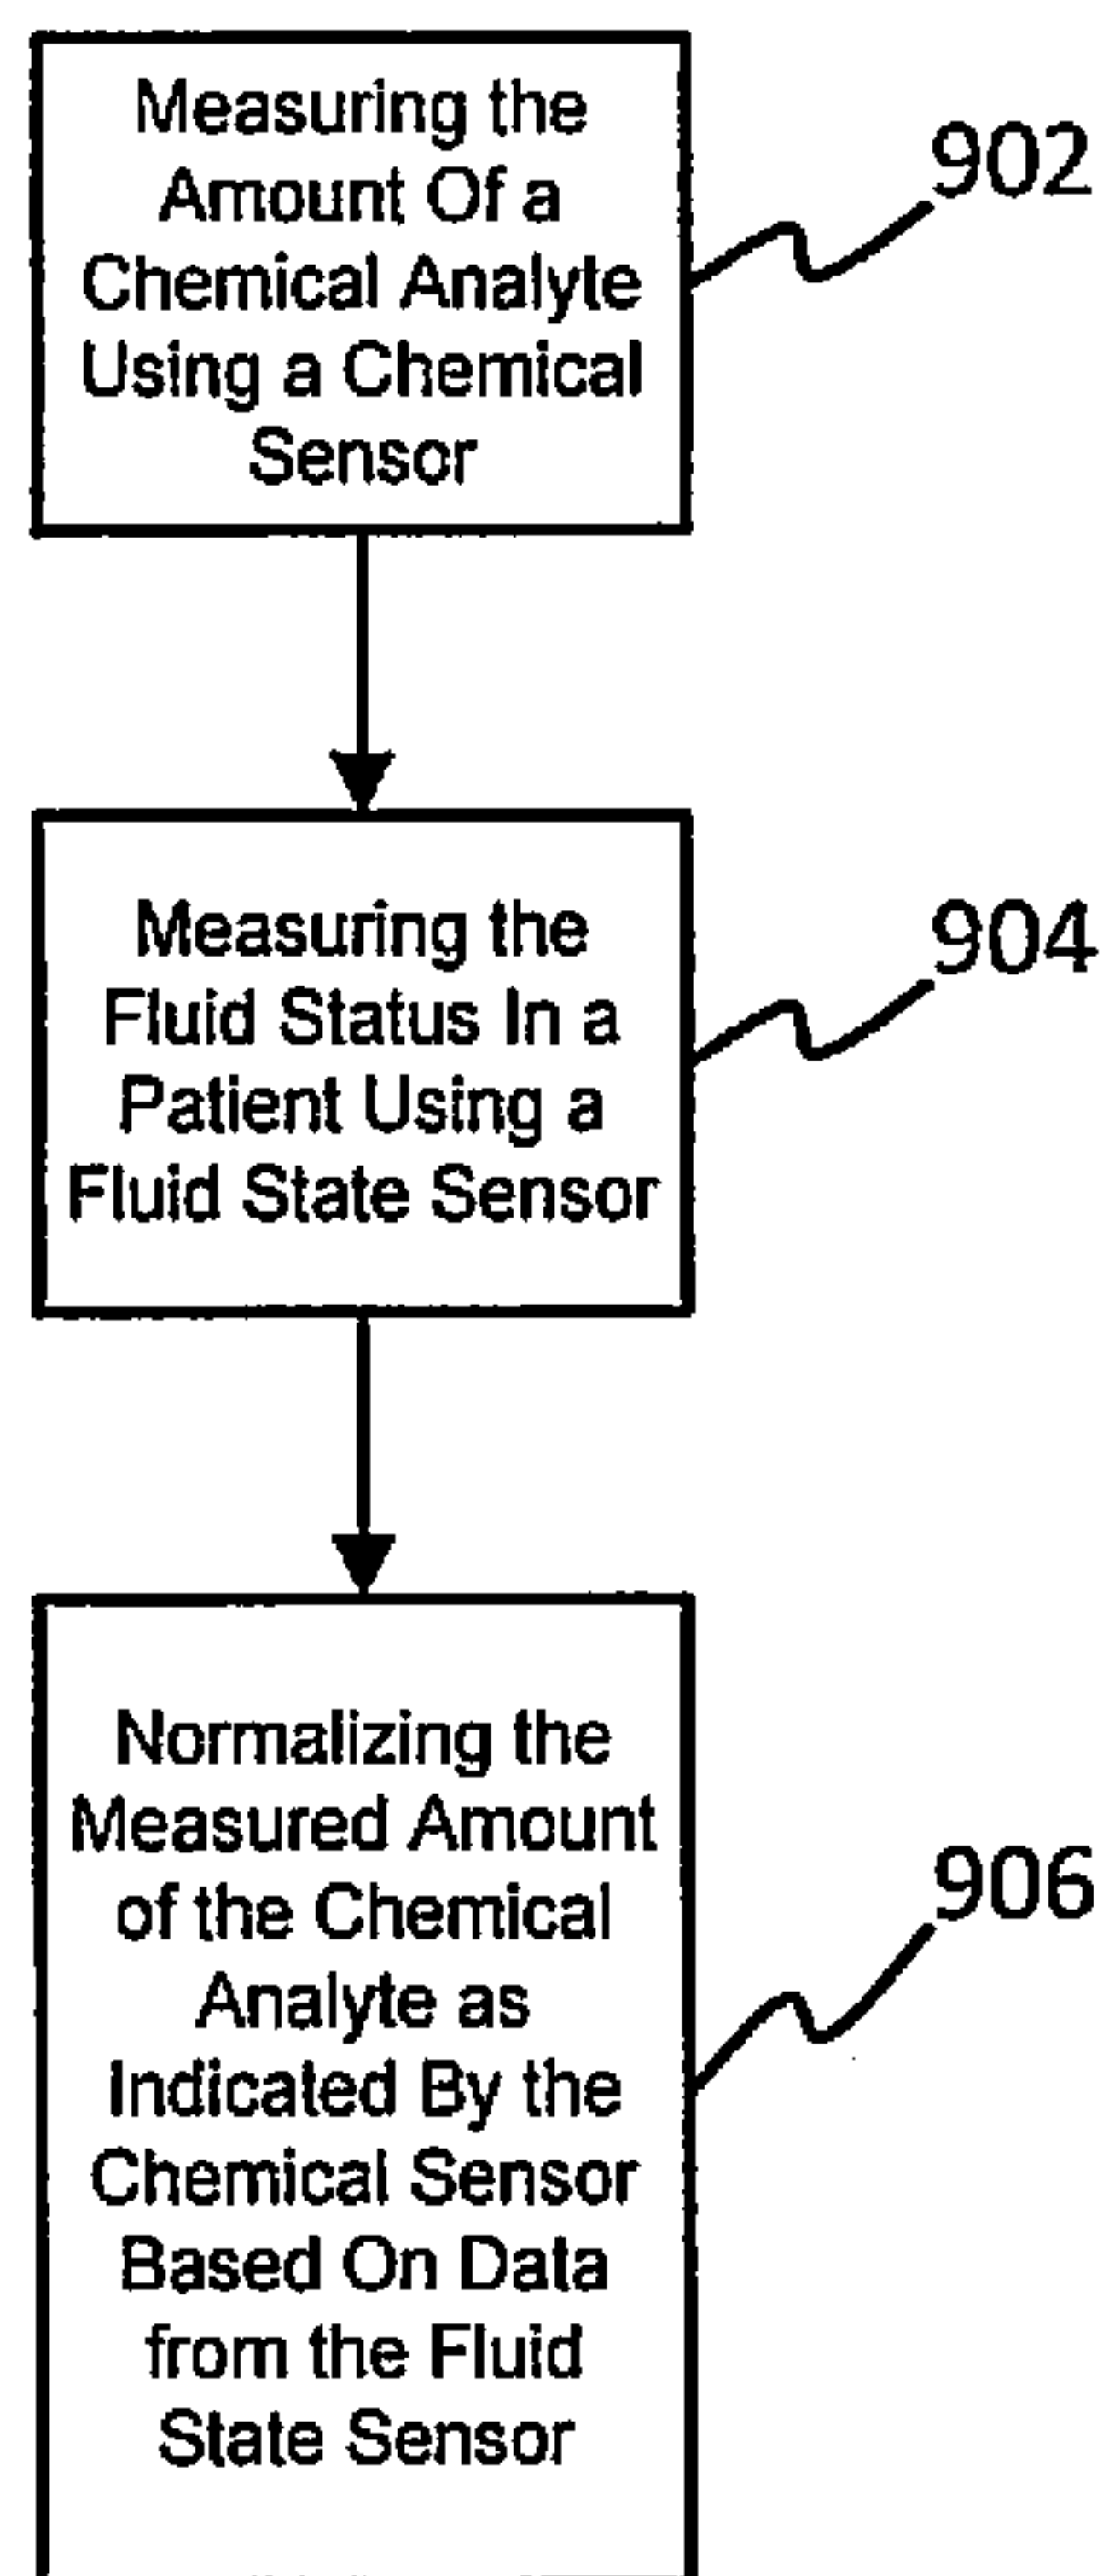 Measuring the
Amount Of a
Chemical Analyte
Using a Chemical
Sensor
902
Measuring the
Fluid Status In a
Patient Using a
Fluid State Sensor
904
Normalizing the
Measured Amount
of the Chemical
Analyte as
Indicated By the
Chemical Sensor
Based On Data
from the Fluid
State Sensor
906